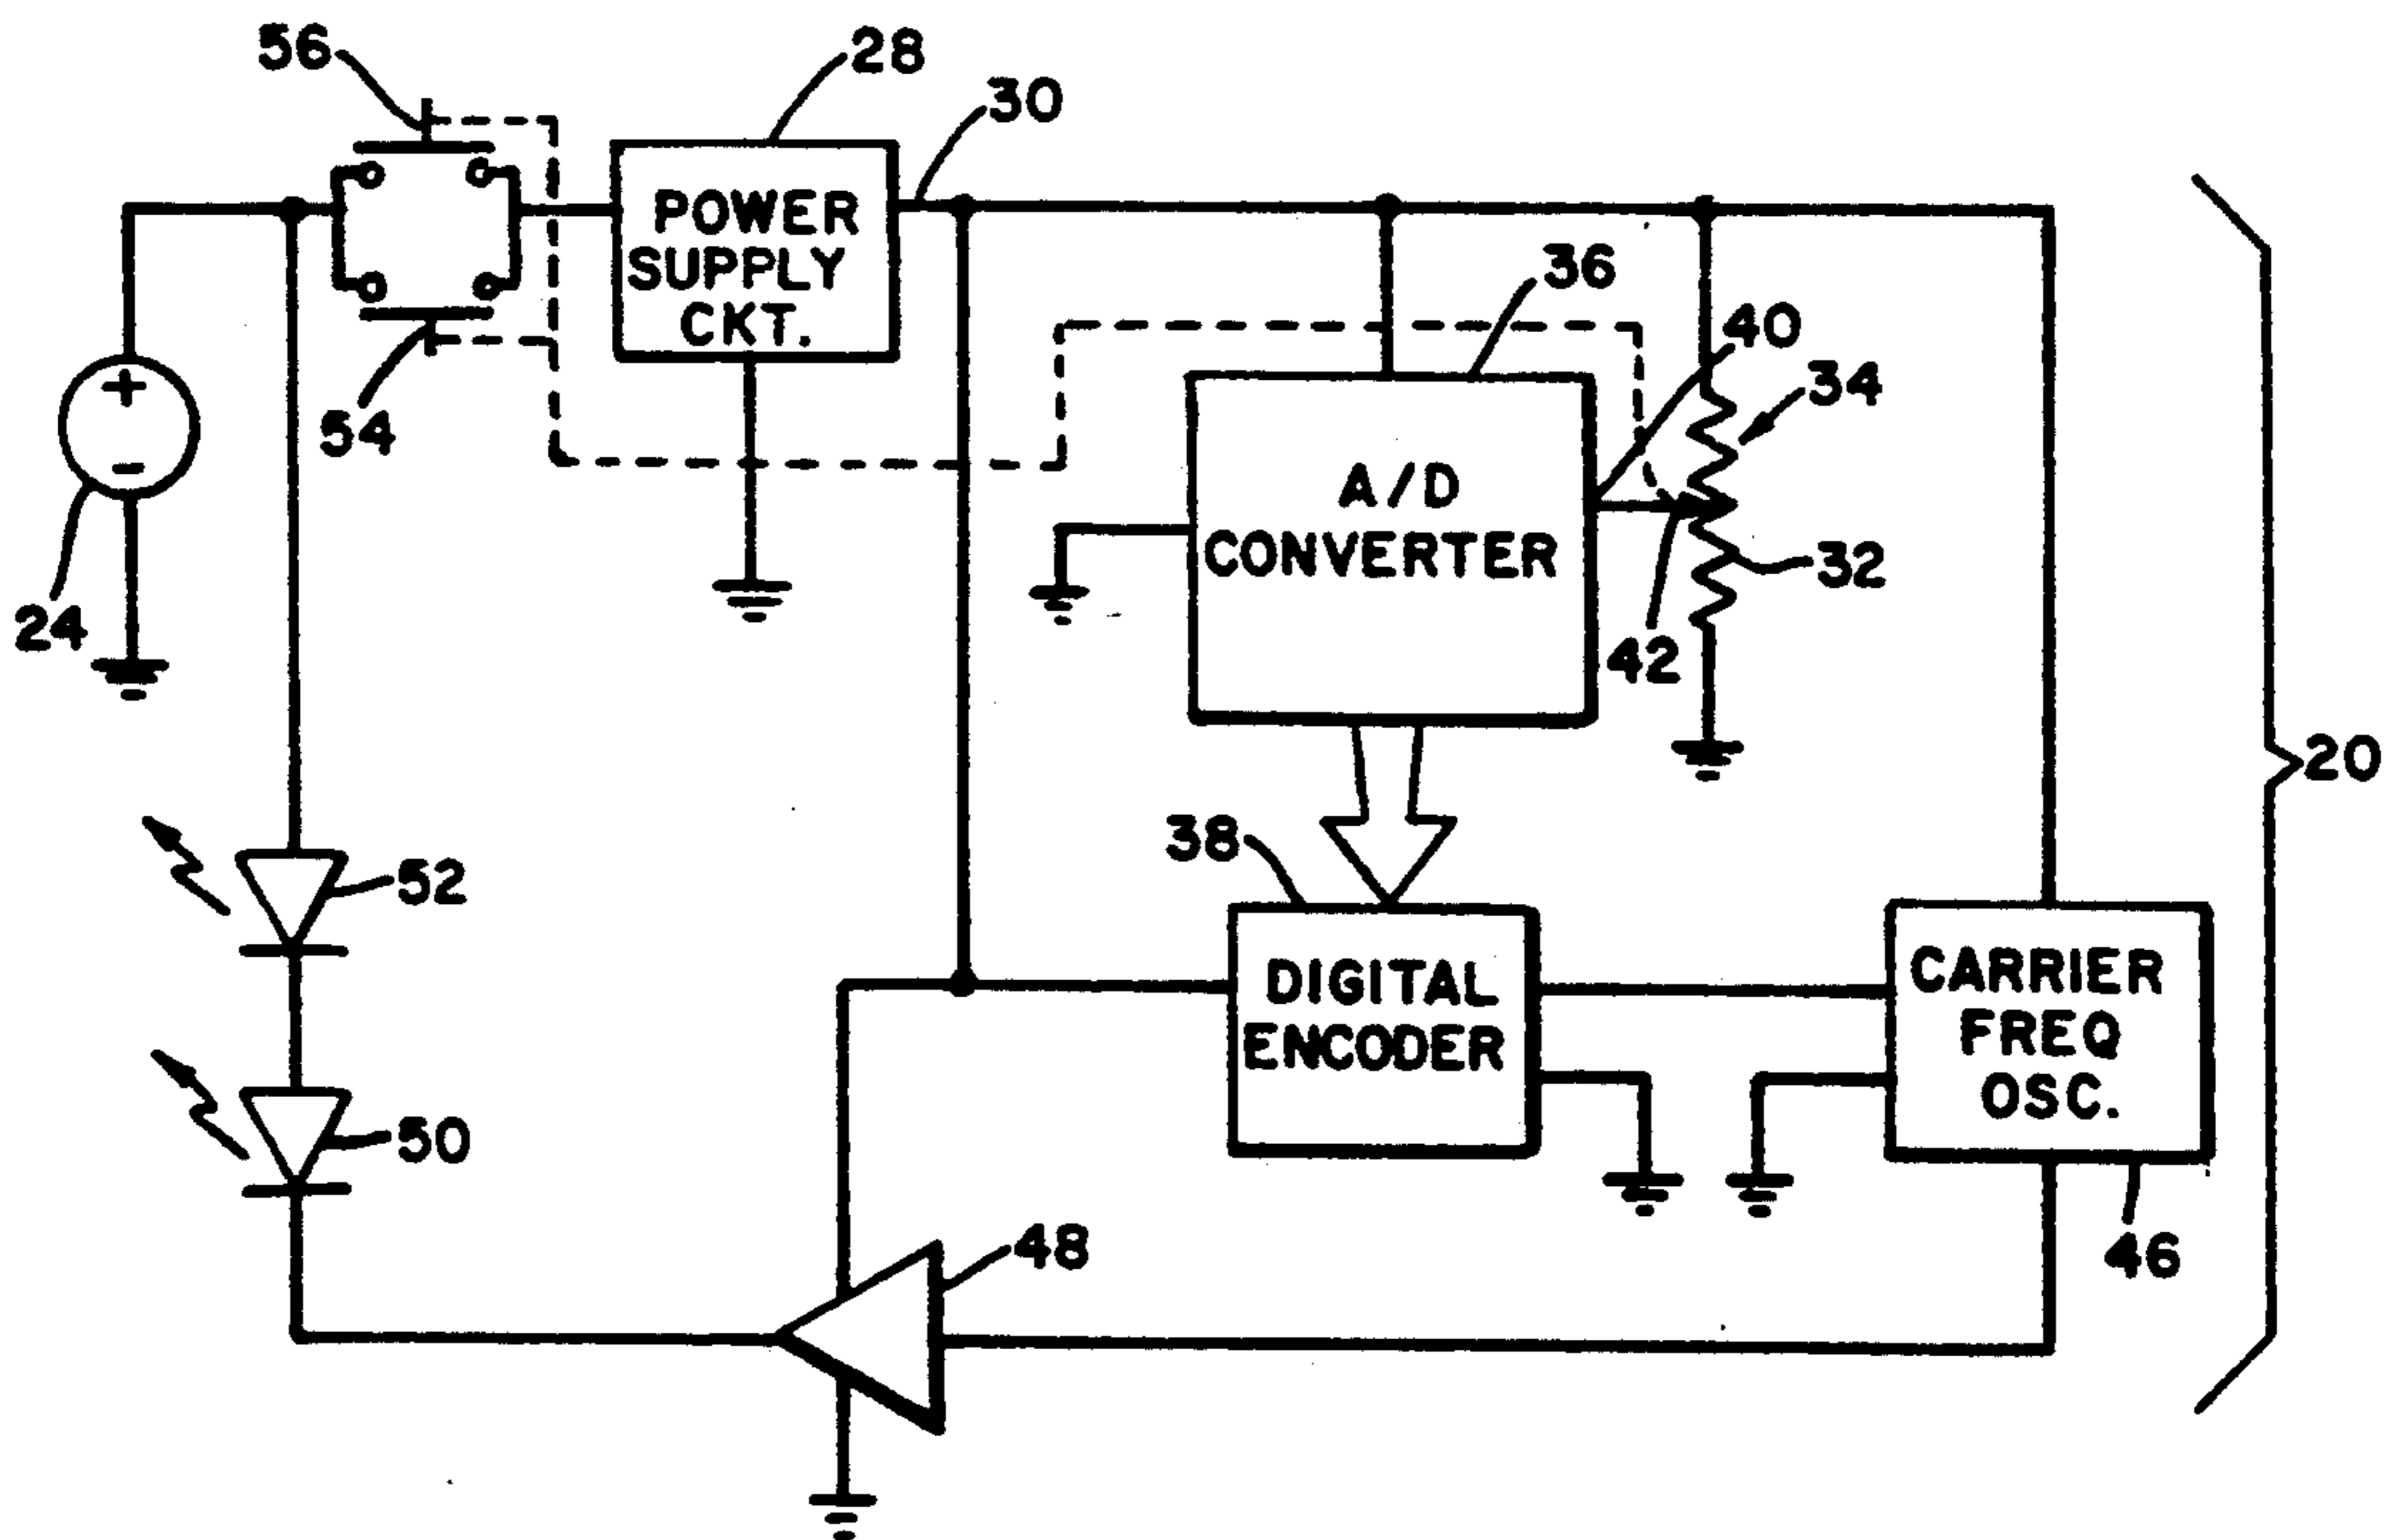 56
28
30
POWER
SUPPLY
CKT.
36
40
34
+
54
-
A/D
CONVERTER
32
24
42
20
38
52
DIGITAL
ENCODER
CARRIER
FREQ
OSC.
50
48
46